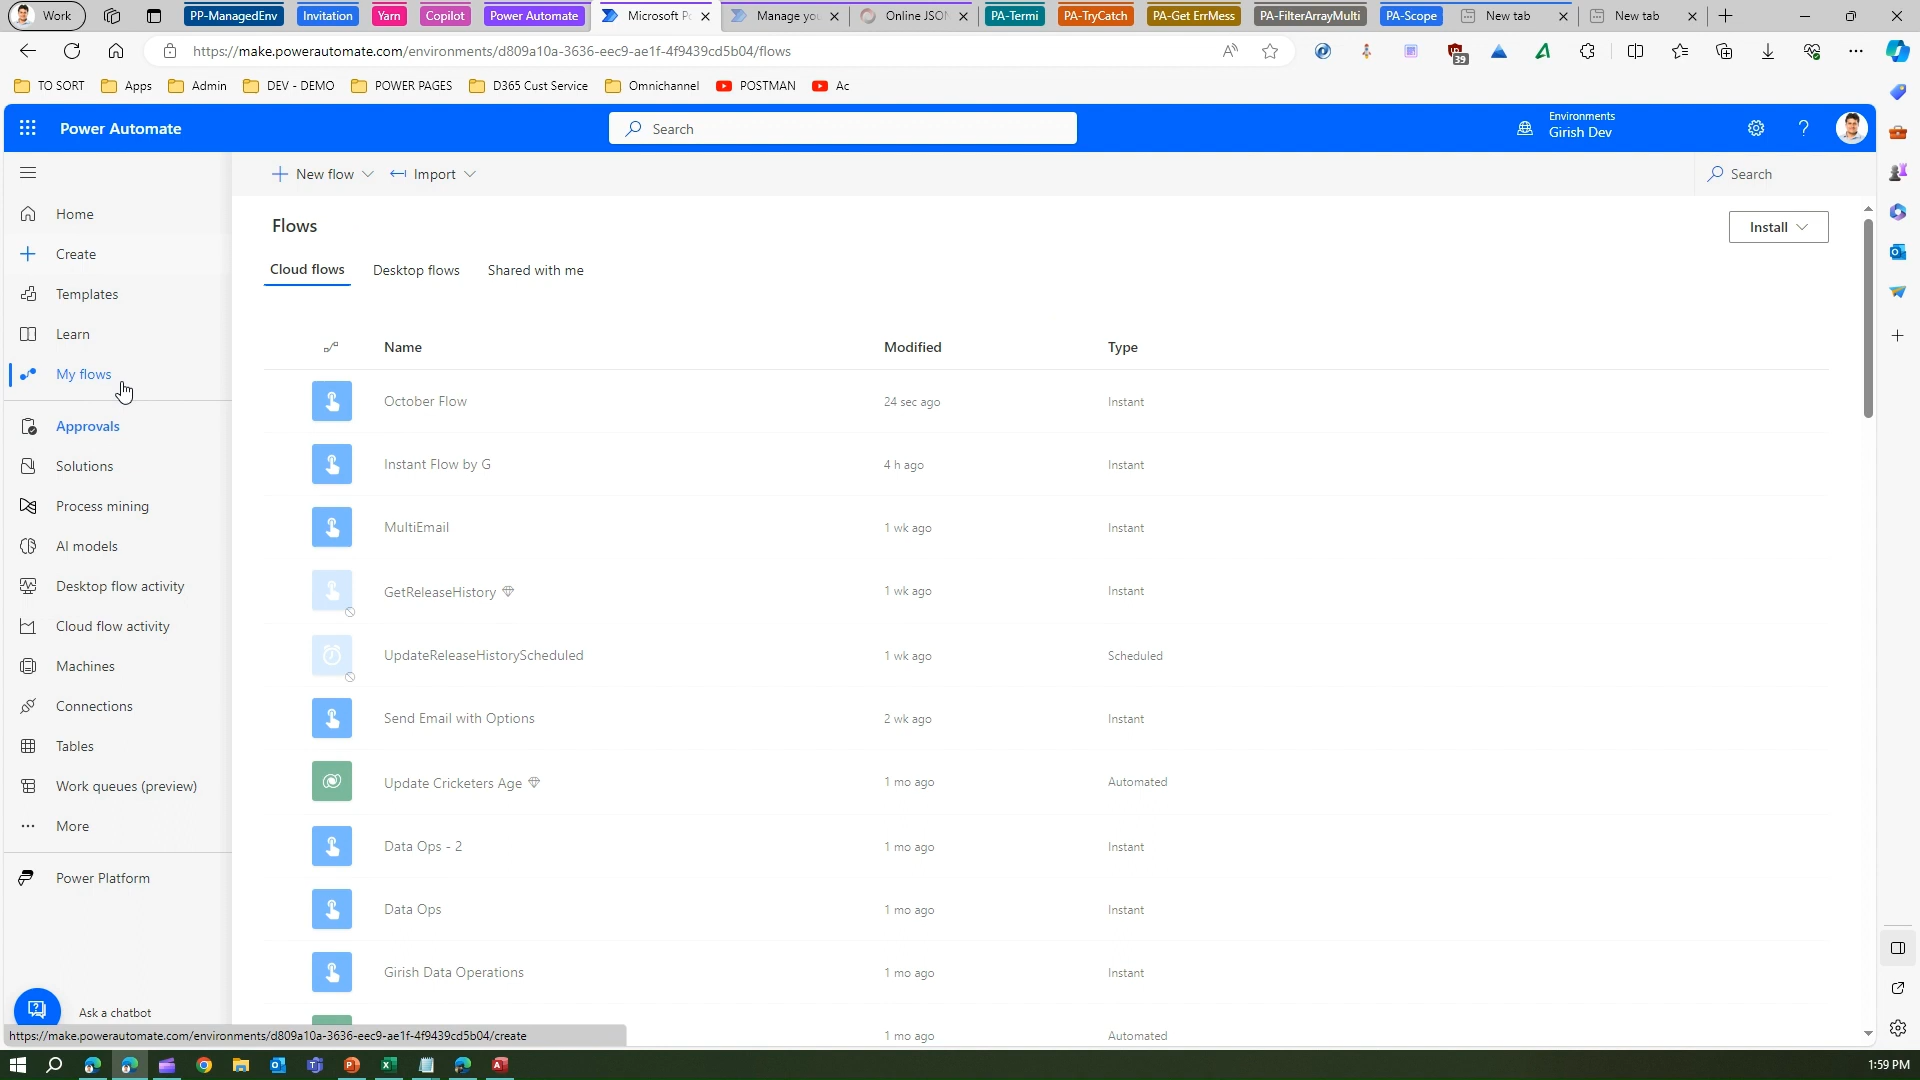 Work
PP-ManagedEnv
Invitation
Yarn
Copilot
Power Automate
Microsoft P
Manage you
Online JSON
PA-Termi
PA-TryCatch
PA-Get ErrMess
PA-FilterArrayMulti
PA-Scope
New tab
New tab
https://make.powerautomate.com/environments/d809a10a-3636-eec9-ae1f-4f9439cd5b04/flows
39
TO SORT
Apps
Admin
DEV - DEMO
POWER PAGES
D365 Cust Service
Omnichannel
POSTMAN
Ac
Power Automate
Search
Environments
Girish Dev
New flow
Import
Search
Home
Create
Templates
Learn
My flows
Approvals
Solutions
Process mining
AI models
Desktop flow activity
Cloud flow activity
Machines
Connections
Tables
Work queues (preview)
More
Power Platform
Ask a chatbot
Flows
Install
Cloud flows
Desktop flows
Shared with me
Name Modified Type
October Flow 24 sec ago Instant
Instant Flow by G 4 h ago Instant
MultiEmail 1 wk ago Instant
GetReleaseHistory 1 wk ago Instant
UpdateReleaseHistoryScheduled 1 wk ago Scheduled
Send Email with Options 2 wk ago Instant
Update Cricketers Age 1 mo ago Automated
Data Ops - 2 1 mo ago Instant
Data Ops 1 mo ago Instant
Girish Data Operations 1 mo ago Instant
1 mo ago Automated
https://make.powerautomate.com/environments/d809a10a-3636-eec9-ae1f-4f9439cd5b04/create
1:59 PM